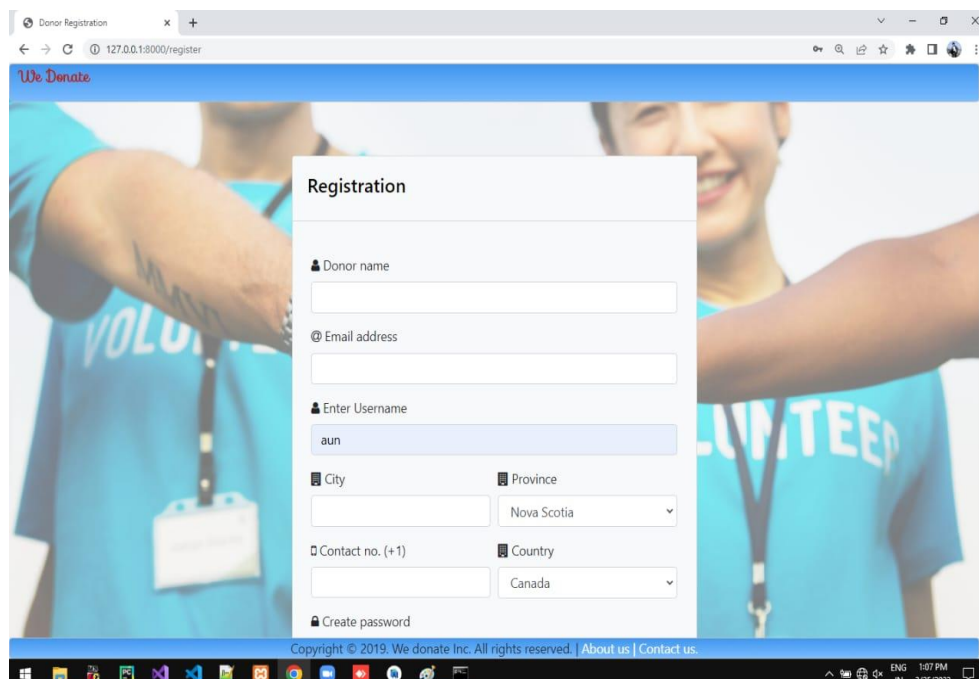 Donor Registration
127.0.0.1:8000/register
We Donate
Registration
Donor name
@ Email address
Enter Username
aun
City
Province
Nova Scotia
Contact no. (+1)
Country
Canada
Create password
VOLUNTEER
Copyright © 2019. We donate Inc. All rights reserved. | About us | Contact us.
ENG 1:07 PM